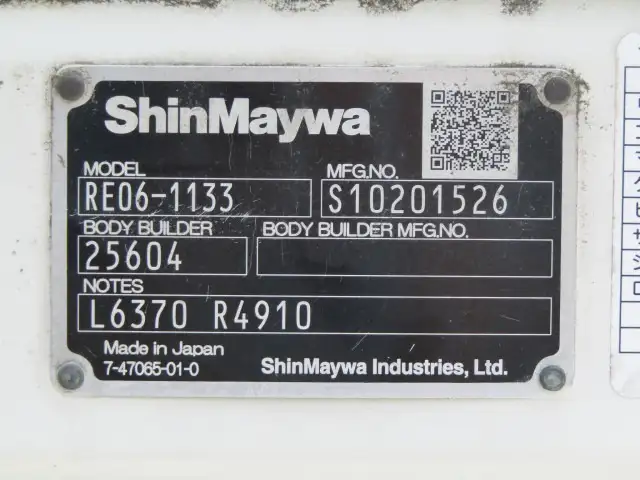 ShinMaywa
MODEL MFG.NO.
RE06-1133 S10201526
BODY BUILDER BODY BUILDER MFG.NO.
25604
NOTES
L6370 R4910
Made in Japan
7-47065-01-0 ShinMaywa Industries, Ltd.